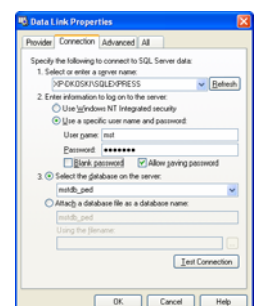 Data Link Properties
Provider Connection Advanced All
Specify the following to connect to SQL Server data:
1. Select or enter a server name:
XP-DKOSKI\SQLEXPRESS Refresh
2. Enter information to log on to the server:
Use Windows NT Integrated security
Use a specific user name and password:
User name: mst
Password: •••••••
Blank password Allow saving password
3. Select the database on the server:
mstdb_ped
Attach a database file as a database name:
mstdb_ped
Using the filename:
...
Test Connection
OK Cancel Help